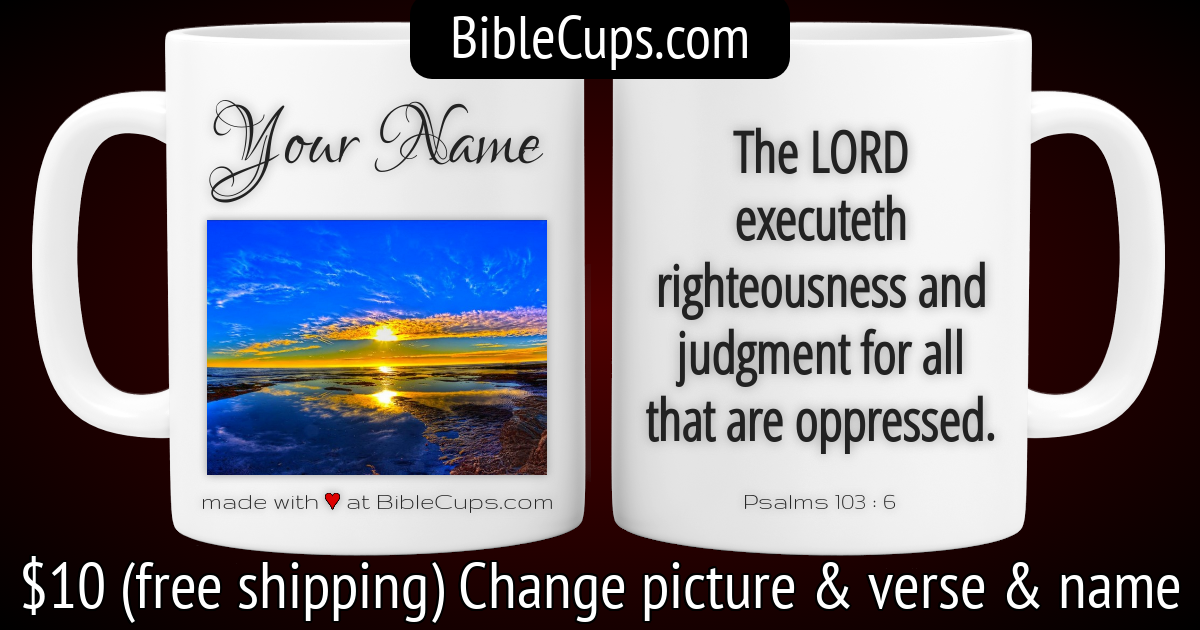 BibleCups.com
Your Name
made with ♥ at BibleCups.com
The LORD
executeth
righteousness and
judgment for all
that are oppressed.
Psalms 103 : 6
$10 (free shipping) Change picture & verse & name